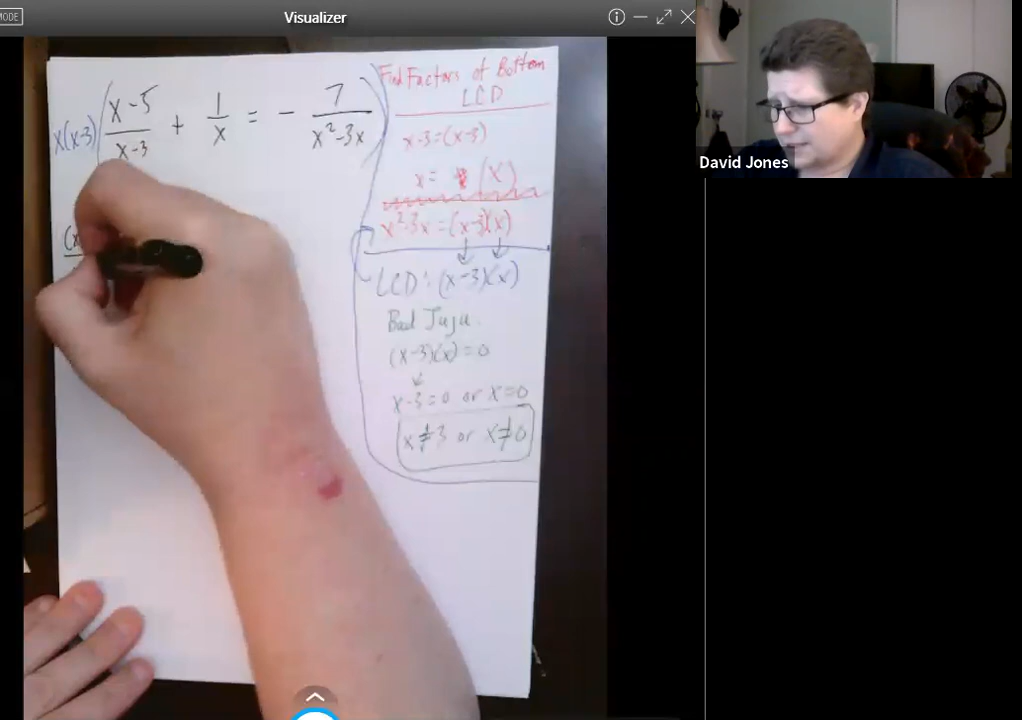 MODE
Visualizer
x(x-3) ( x-5 / x-3 + 1 / x = - 7 / x²-3x )
(x
Find Factors of Bottom
LCD
x-3=(x-3)
x= (x)
x²-3x=(x-3)(x)
LCD:(x-3)(x)
Bad Juju.
(x-3)(x)=0
x-3=0 or x=0
x≠3 or x≠0
David Jones